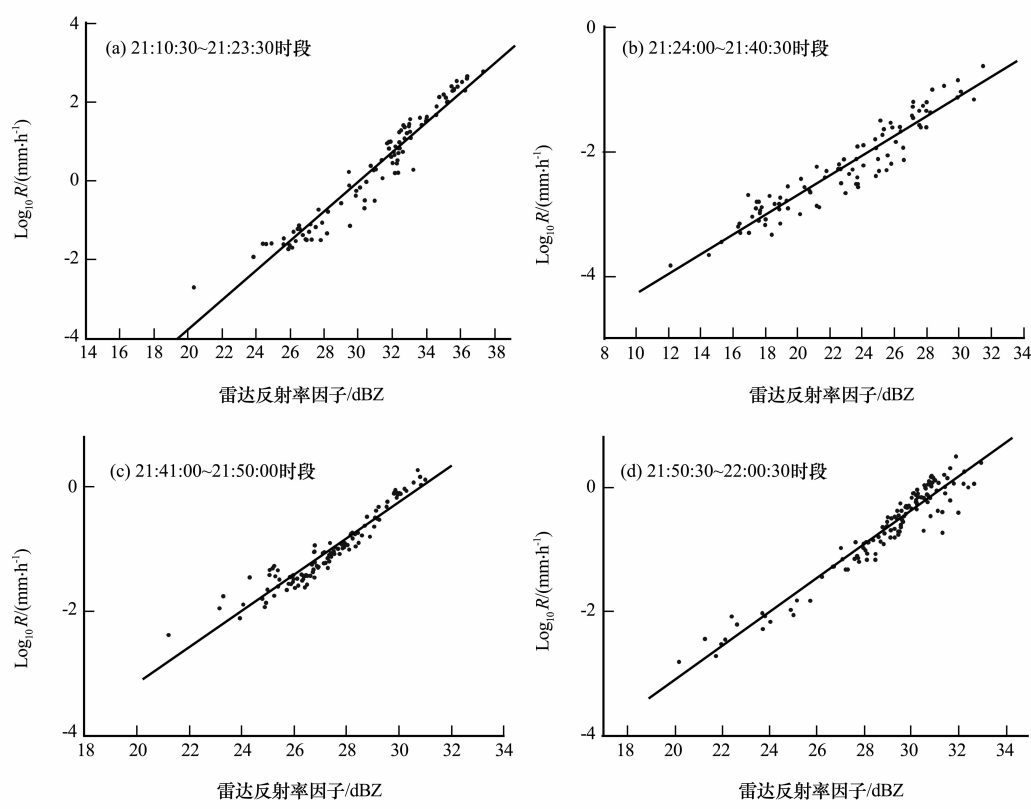 (a) 21:10:30~21:23:30时段
4
2
0
-2
-4
Log₁₀ R/(mm·h⁻¹)
14 16 18 20 22 24 26 28 30 32 34 36 38
雷达反射率因子/dBZ
(b) 21:24:00~21:40:30时段
0
-2
-4
Log₁₀ R/(mm·h⁻¹)
8 10 12 14 16 18 20 22 24 26 28 30 32 34
雷达反射率因子/dBZ
(c) 21:41:00~21:50:00时段
0
-2
-4
Log₁₀ R/(mm·h⁻¹)
18 20 22 24 26 28 30 32 34
雷达反射率因子/dBZ
(d) 21:50:30~22:00:30时段
0
-2
-4
Log₁₀ R/(mm·h⁻¹)
18 20 22 24 26 28 30 32 34
雷达反射率因子/dBZ